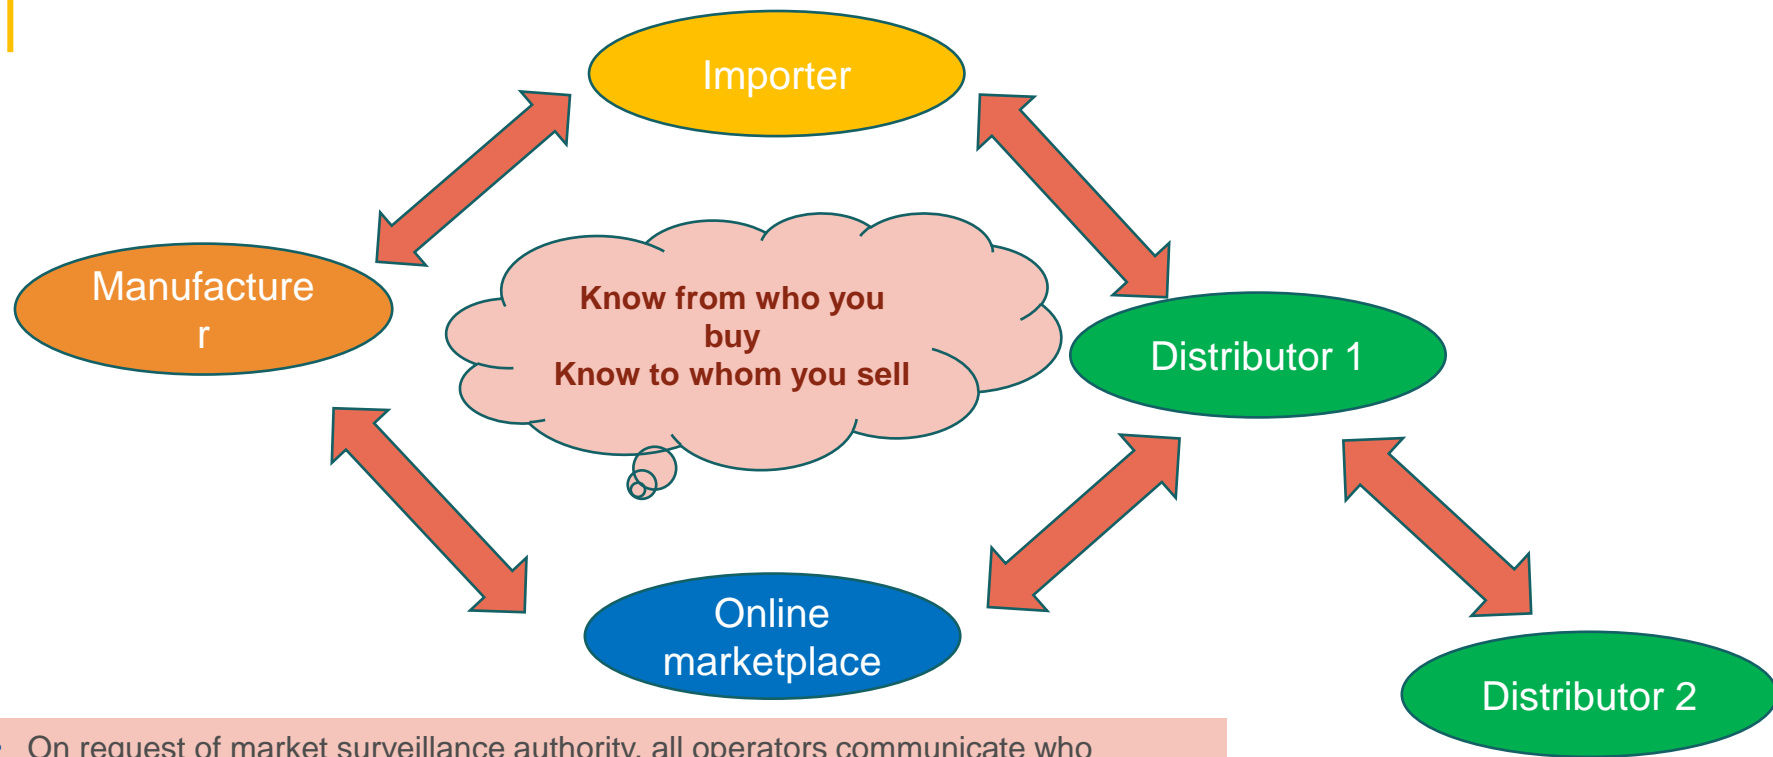 Importer
Manufacture
r
Know from who you
buy
Know to whom you sell
Distributor 1
Online
marketplace
Distributor 2
• On request of market surveillance authority, all operators communicate who